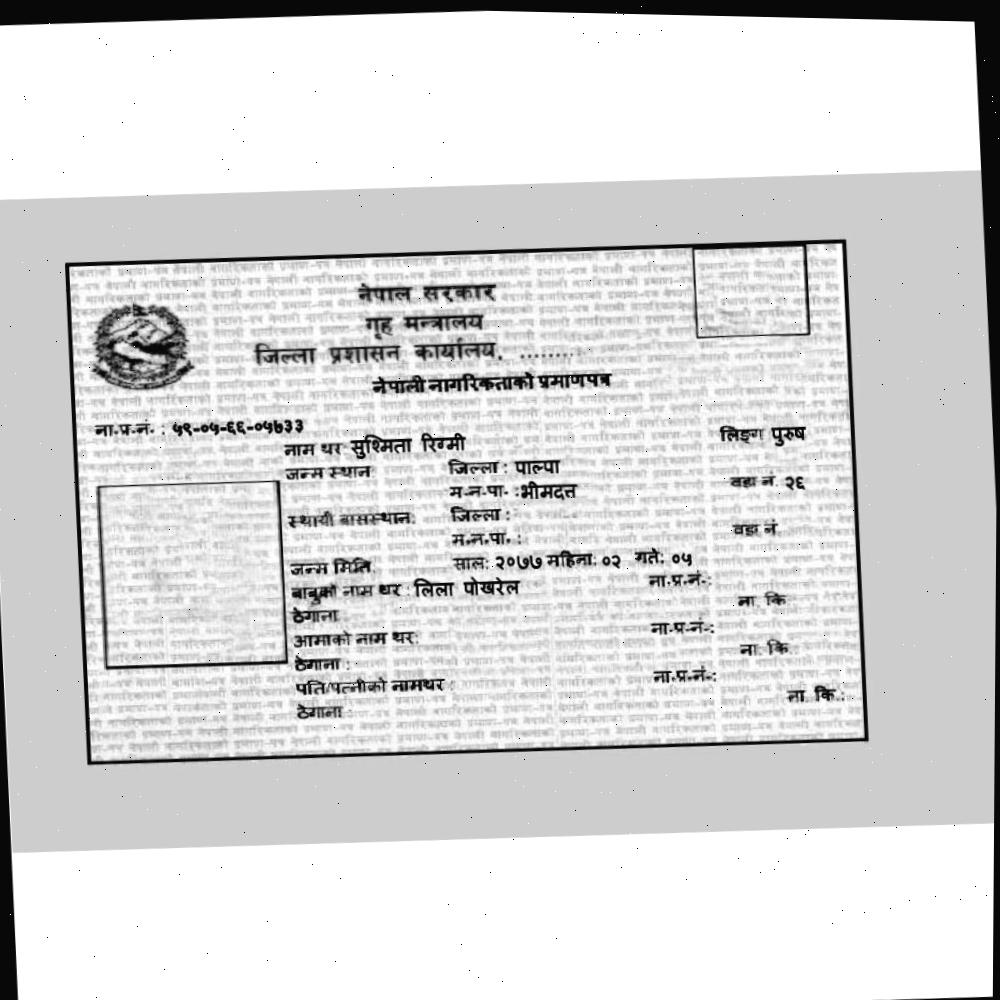 नेपाल सरकार
गृह मन्त्रालय
जिल्ला प्रशासन कार्यालय, ........
नेपाली नागरिकताको प्रमाणपत्र
ना.प्र.नं. : ५९-०५-६६-०५७३३
नाम थर सुश्मिता रिग्मी लिङ्ग पुरुष
जन्म स्थान: जिल्ला : पाल्पा
म.न.पा. :भीमदत्त वडा नं. २६
स्थायी बासस्थान: जिल्ला :
म.न.पा. : वडा नं
जन्म मिति: साल: २०७७ महिना: ०२ गते: ०५
बाबुको नाम थर : लिला पोखरेल ना.प्र.नं.:
ठेगाना ना. कि
आमाको नाम थर: ना.प्र.नं.:
ठेगाना : ना. कि.
पति/पत्नीको नामथर : ना.प्र.नं.:
ठेगाना ना. कि.: